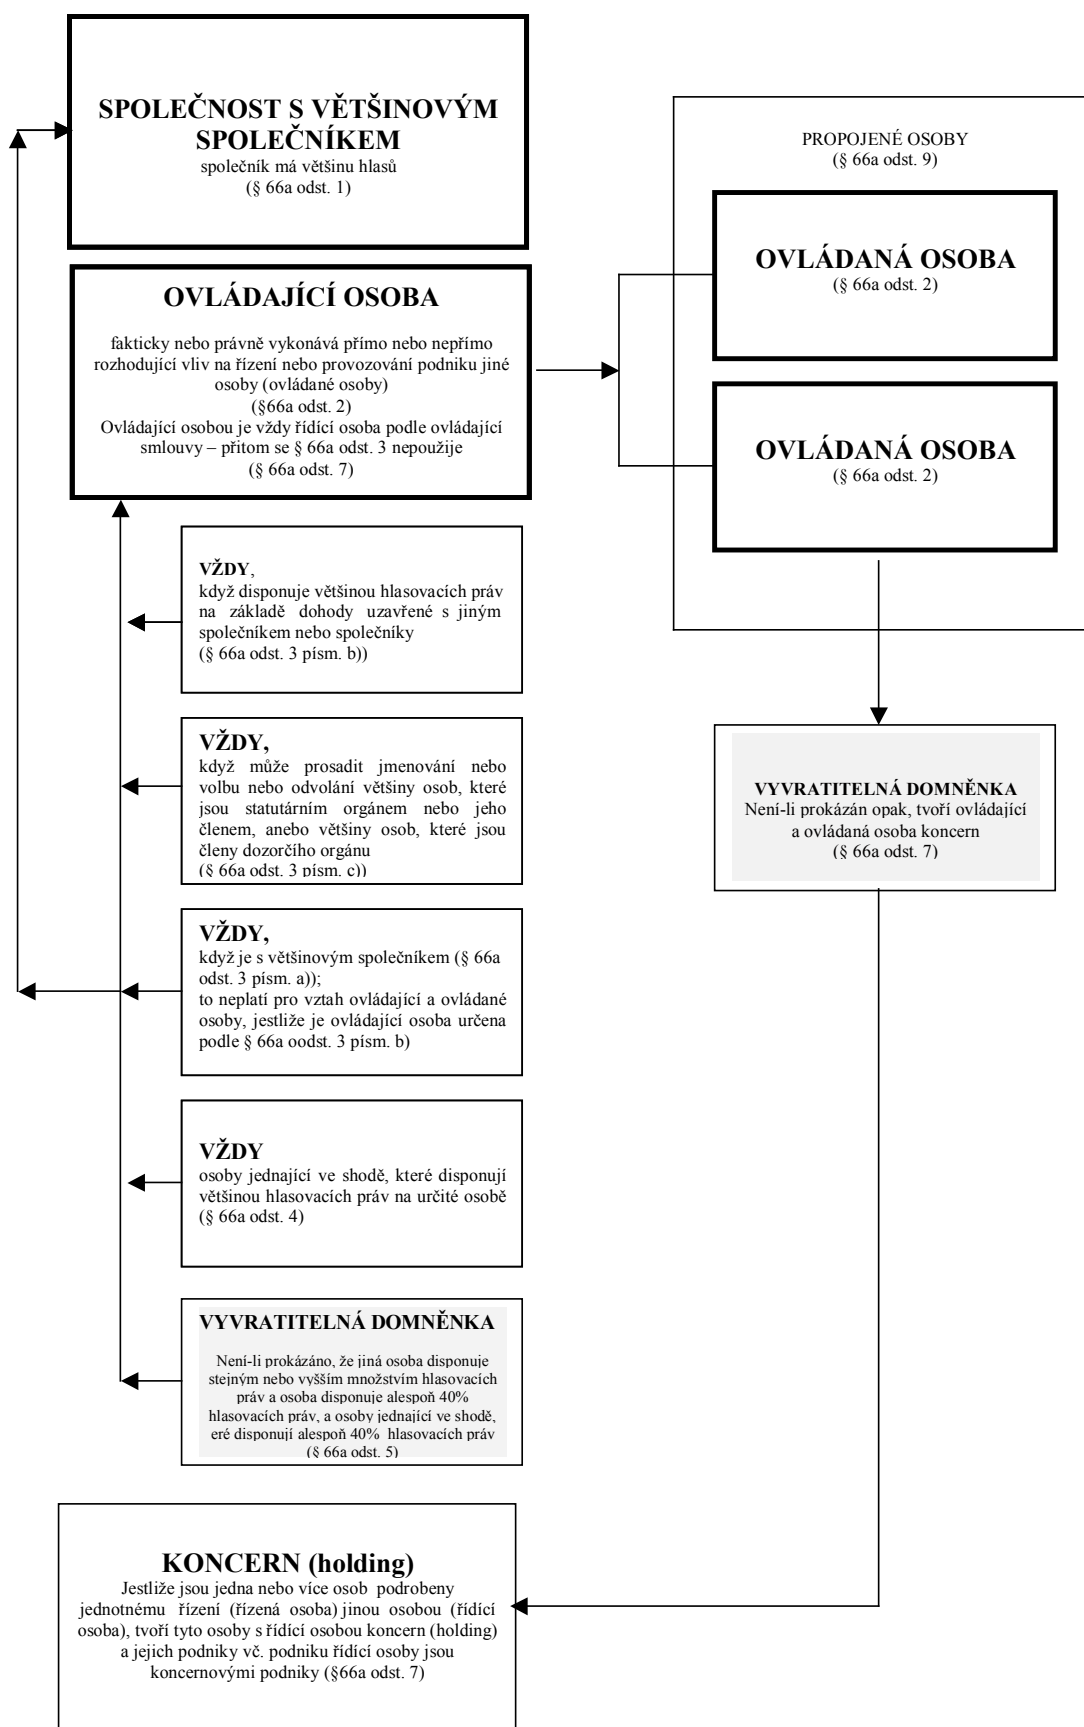 SPOLEČNOST S VĚTŠINOVÝM
SPOLEČNÍKEM
společník má většinu hlasů
(§ 66a odst. 1)
PROPOJENÉ OSOBY
(§ 66a odst. 9)
OVLÁDANÁ OSOBA
(§ 66a odst. 2)
OVLÁDAJÍCÍ OSOBA
fakticky nebo právně vykonává přímo nebo nepřímo
rozhodující vliv na řízení nebo provozování podniku jiné
osoby (ovládané osoby)
(§66a odst. 2)
Ovládající osobou je vždy řídící osoba podle ovládající
smlouvy – přitom se § 66a odst. 3 nepoužije
(§ 66a odst. 7)
OVLÁDANÁ OSOBA
(§ 66a odst. 2)
VŽDY,
když disponuje většinou hlasovacích práv
na základě dohody uzavřené s jiným
společníkem nebo společníky
(§ 66a odst. 3 písm. b))
VŽDY,
když může prosadit jmenování nebo
volbu nebo odvolání většiny osob, které
jsou statutárním orgánem nebo jeho
členem, anebo většiny osob, které jsou
členy dozorčího orgánu
(§ 66a odst. 3 písm. c))
VYVRATITELNÁ DOMNĚNKA
Není-li prokázán opak, tvoří ovládající
a ovládaná osoba koncern
(§ 66a odst. 7)
VŽDY,
když je s většinovým společníkem (§ 66a
odst. 3 písm. a));
to neplatí pro vztah ovládající a ovládané
osoby, jestliže je ovládající osoba určena
podle § 66a oodst. 3 písm. b)
VŽDY
osoby jednající ve shodě, které disponují
většinou hlasovacích práv na určité osobě
(§ 66a odst. 4)
VYVRATITELNÁ DOMNĚNKA
Není-li prokázáno, že jiná osoba disponuje
stejným nebo vyšším množstvím hlasovacích
práv a osoba disponuje alespoň 40%
hlasovacích práv, a osoby jednající ve shodě,
eré disponují alespoň 40% hlasovacích práv
(§ 66a odst. 5)
KONCERN (holding)
Jestliže jsou jedna nebo více osob podrobeny
jednotnému řízení (řízená osoba) jinou osobou (řídící
osoba), tvoří tyto osoby s řídící osobou koncern (holding)
a jejich podniky vč. podniku řídící osoby jsou
koncernovými podniky (§66a odst. 7)